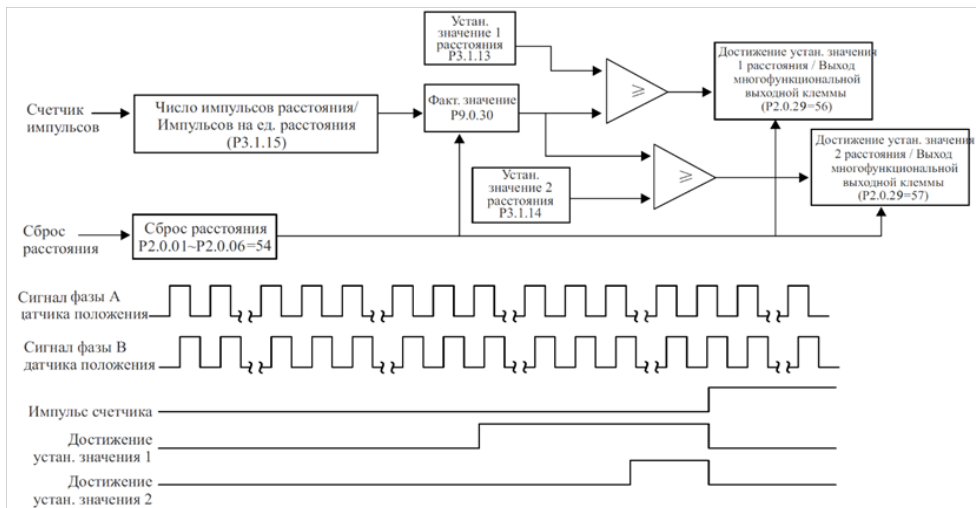 Устан.
значение 1
расстояния
P3.1.13
Достижение устан. значения
1 расстояния / Выход
многофункциональной
выходной клеммы
(P2.0.29=56)
Счетчик
импульсов
Число импульсов расстояния/
Импульсов на ед. расстояния
(P3.1.15)
Факт. значение
P9.0.30
≥
Достижение устан. значения
2 расстояния / Выход
многофункциональной
выходной клеммы
(P2.0.29=57)
≥
Устан.
значение 2
расстояния
P3.1.14
Сброс
расстояния
Сброс расстояния
P2.0.01~P2.0.06=54
Сигнал фазы А
цатчика положения
Сигнал фазы В
датчика положения
Импульс счетчика
Достижение
устан. значения 1
Достижение
устан. значения 2